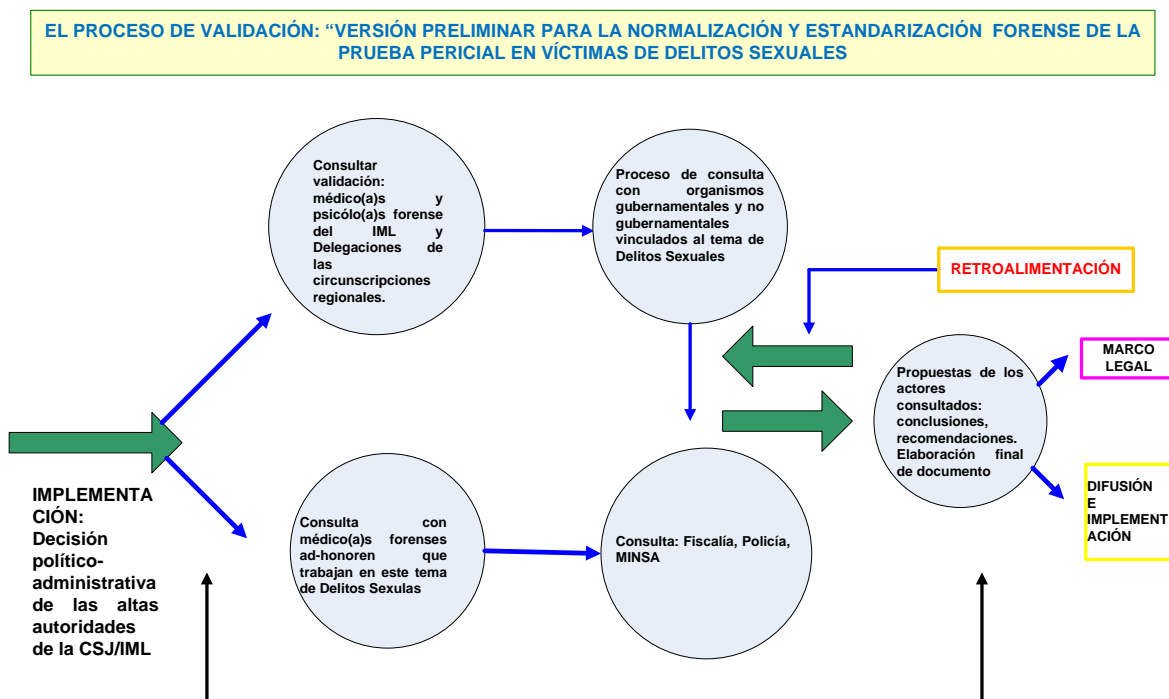 EL PROCESO DE VALIDACIÓN: “VERSIÓN PRELIMINAR PARA LA NORMALIZACIÓN Y ESTANDARIZACIÓN FORENSE DE LA
PRUEBA PERICIAL EN VÍCTIMAS DE DELITOS SEXUALES
Consultar
validación:
médico(a)s y
psicólo(a)s forense
del IML y
Delegaciones de
las
circunscripciones
regionales.
Proceso de consulta
con organismos
gubernamentales y no
gubernamentales
vinculados al tema de
Delitos Sexuales
RETROALIMENTACIÓN
MARCO
LEGAL
Propuestas de los
actores
consultados:
conclusiones,
recomendaciones.
Elaboración final
de documento
IMPLEMENTA
CIÓN:
Decisión
político-
administrativa
de las altas
autoridades
de la CSJ/IML
Consulta con
médico(a)s forenses
ad-honoren que
trabajan en este tema
de Delitos Sexulas
Consulta: Fiscalía, Policía,
MINSA
DIFUSIÓN
E
IMPLEMENT
ACIÓN